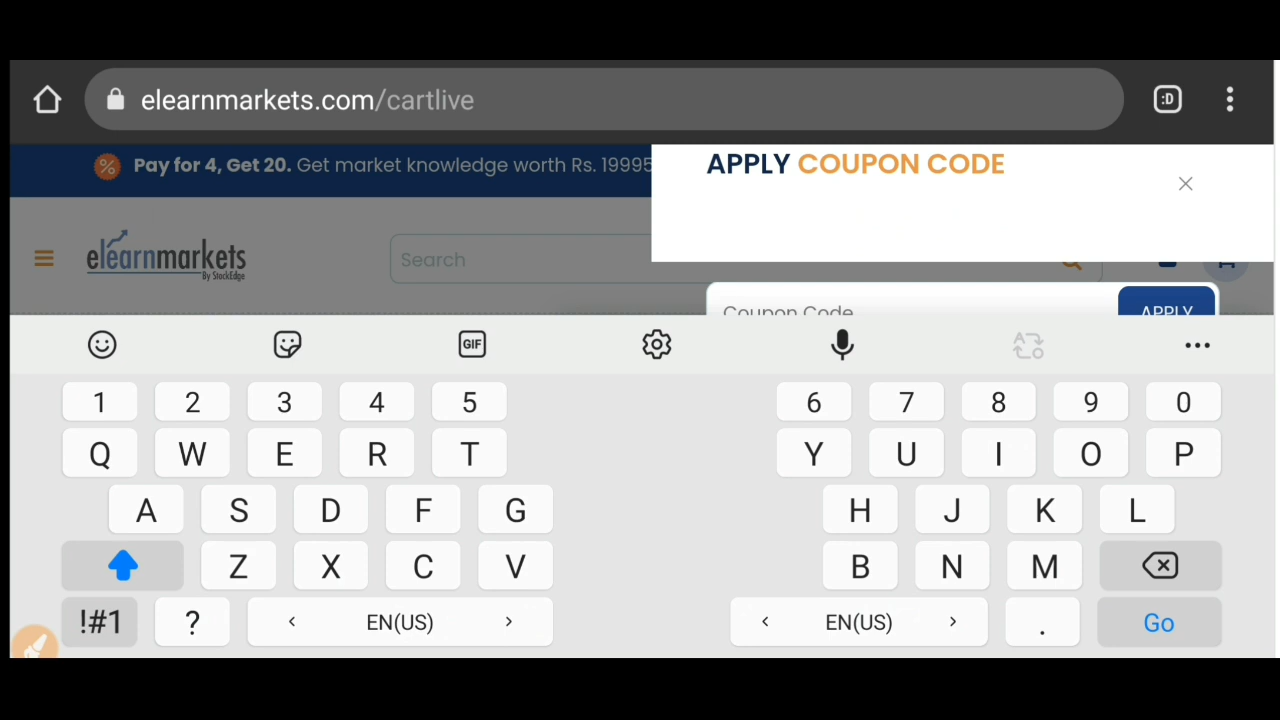 elearnmarkets.com/cartlive
:D
% Pay for 4, Get 20. Get market knowledge worth Rs. 19995
APPLY COUPON CODE
elearnmarkets
By StockEdge
Search
Coupon Code
APPLY
GIF
1 2 3 4 5 6 7 8 9 0
Q W E R T Y U I O P
A S D F G H J K L
Z X C V B N M
!#1 ? < EN(US) > < EN(US) > . Go